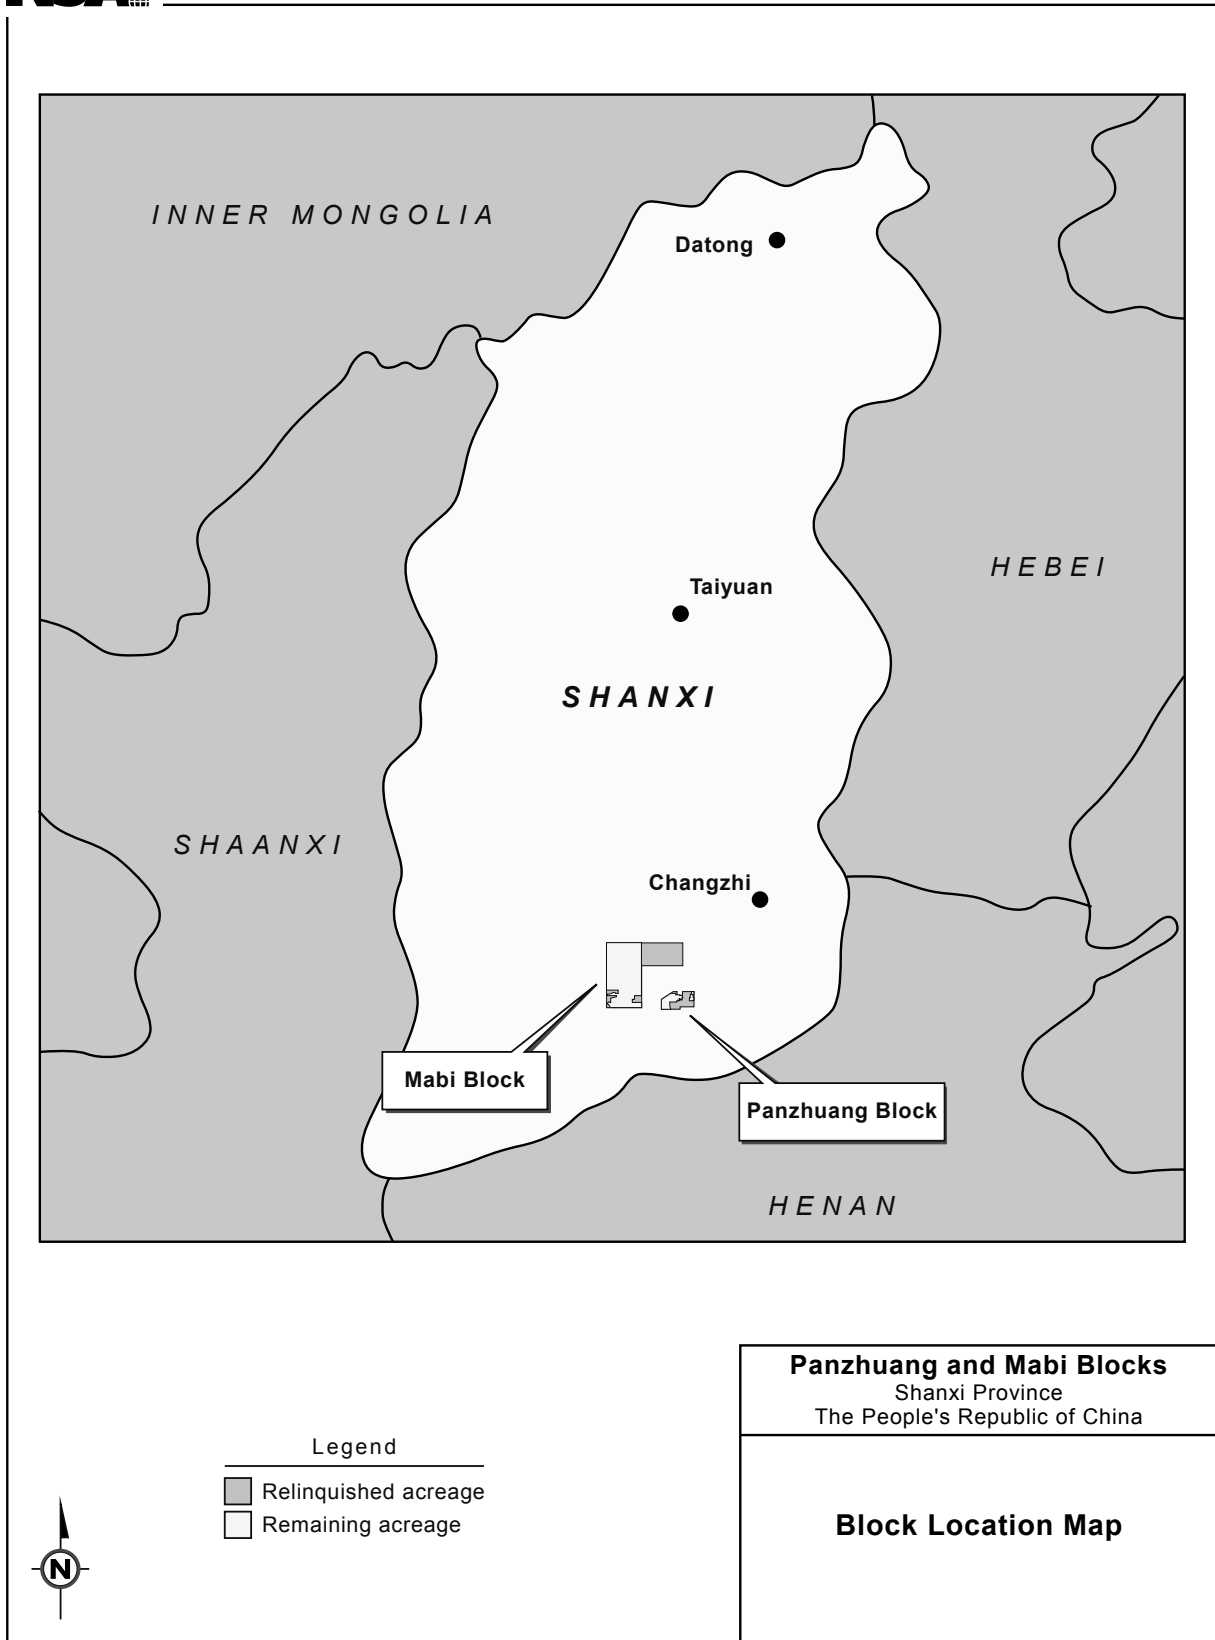 INNER MONGOLIA
Datong
HEBEI
Taiyuan
SHANXI
SHAANXI
Changzhi
Mabi Block
Panzhuang Block
HENAN
Panzhuang and Mabi Blocks
Shanxi Province
The People's Republic of China
Legend
Relinquished acreage
Remaining acreage
Block Location Map
N